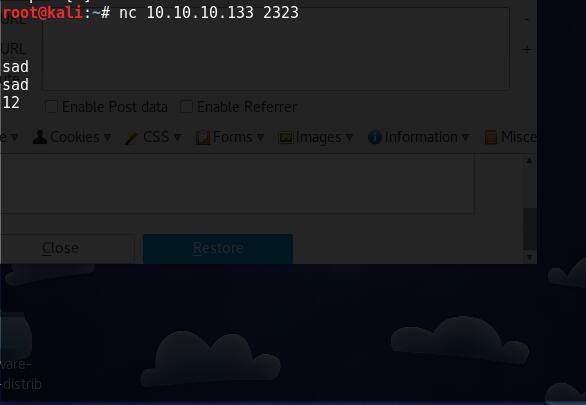 root@kali:~# nc 10.10.10.133 2323
URL
-
URL
+
sad
sad
12
Enable Post data Enable Referrer
e Cookies CSS Forms Images Information Misce
Close Restore
ware-
-distrib